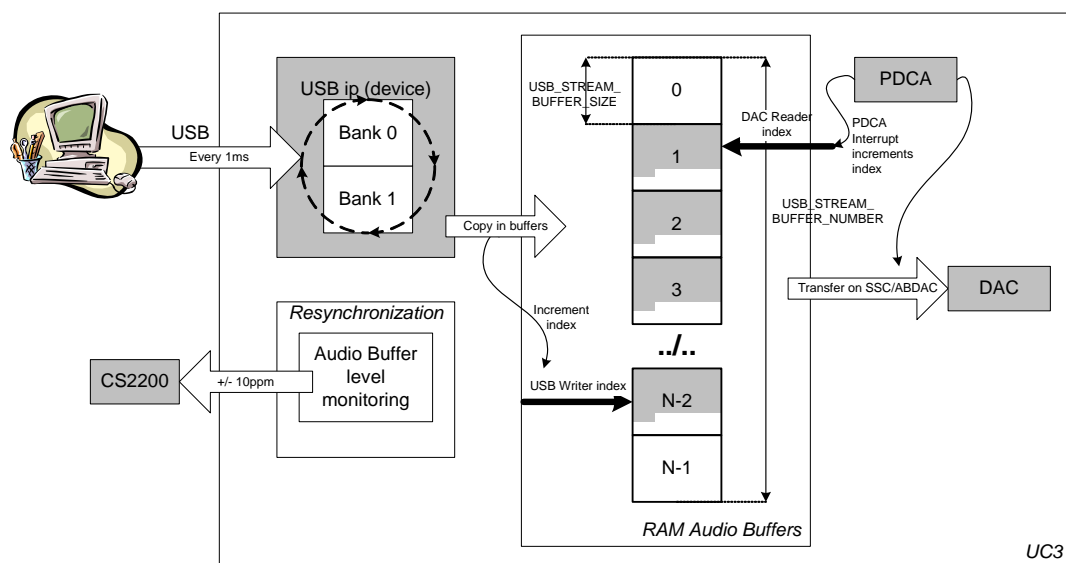 USB
Every 1ms
USB ip (device)
Bank 0
Bank 1
Copy in buffers
Increment
index
Resynchronization
Audio Buffer
level
monitoring
+/- 10ppm
CS2200
USB_STREAM_
BUFFER_SIZE
0
1
2
3
../..
N-2
N-1
USB Writer index
DAC Reader
index
PDCA
PDCA
Interrupt
increments
index
USB_STREAM_
BUFFER_NUMBER
Transfer on SSC/ABDAC
DAC
RAM Audio Buffers
UC3